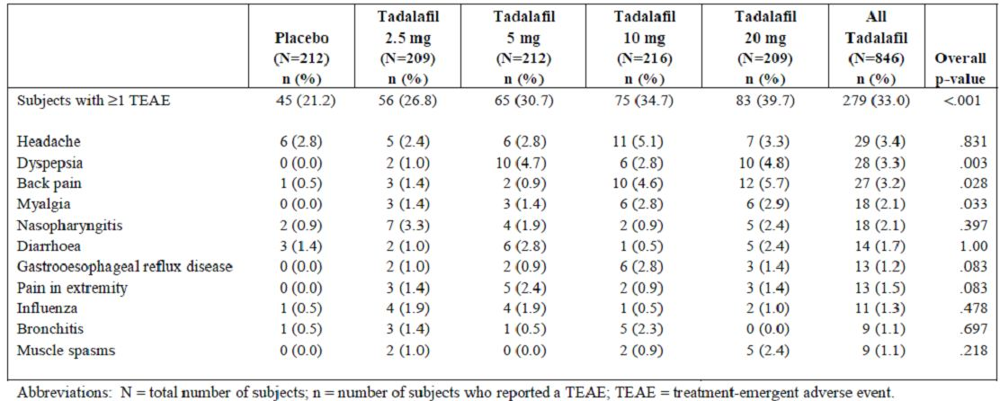 Placebo (N=212) n (%) Tadalafil 2.5 mg (N=209) n (%) Tadalafil 5 mg (N=212) n (%) Tadalafil 10 mg (N=216) n (%) Tadalafil 20 mg (N=209) n (%) All Tadalafil (N=846) n (%) Overall p-value
Subjects with ≥1 TEAE 45 (21.2) 56 (26.8) 65 (30.7) 75 (34.7) 83 (39.7) 279 (33.0) <.001
Headache 6 (2.8) 5 (2.4) 6 (2.8) 11 (5.1) 7 (3.3) 29 (3.4) .831
Dyspepsia 0 (0.0) 2 (1.0) 10 (4.7) 6 (2.8) 10 (4.8) 28 (3.3) .003
Back pain 1 (0.5) 3 (1.4) 2 (0.9) 10 (4.6) 12 (5.7) 27 (3.2) .028
Myalgia 0 (0.0) 3 (1.4) 3 (1.4) 6 (2.8) 6 (2.9) 18 (2.1) .033
Nasopharyngitis 2 (0.9) 7 (3.3) 4 (1.9) 2 (0.9) 5 (2.4) 18 (2.1) .397
Diarrhoea 3 (1.4) 2 (1.0) 6 (2.8) 1 (0.5) 5 (2.4) 14 (1.7) 1.00
Gastrooesophageal reflux disease 0 (0.0) 2 (1.0) 2 (0.9) 6 (2.8) 3 (1.4) 13 (1.2) .083
Pain in extremity 0 (0.0) 3 (1.4) 5 (2.4) 2 (0.9) 3 (1.4) 13 (1.5) .083
Influenza 1 (0.5) 4 (1.9) 4 (1.9) 1 (0.5) 2 (1.0) 11 (1.3) .478
Bronchitis 1 (0.5) 3 (1.4) 1 (0.5) 5 (2.3) 0 (0.0) 9 (1.1) .697
Muscle spasms 0 (0.0) 2 (1.0) 0 (0.0) 2 (0.9) 5 (2.4) 9 (1.1) .218
Abbreviations: N = total number of subjects; n = number of subjects who reported a TEAE; TEAE = treatment-emergent adverse event.